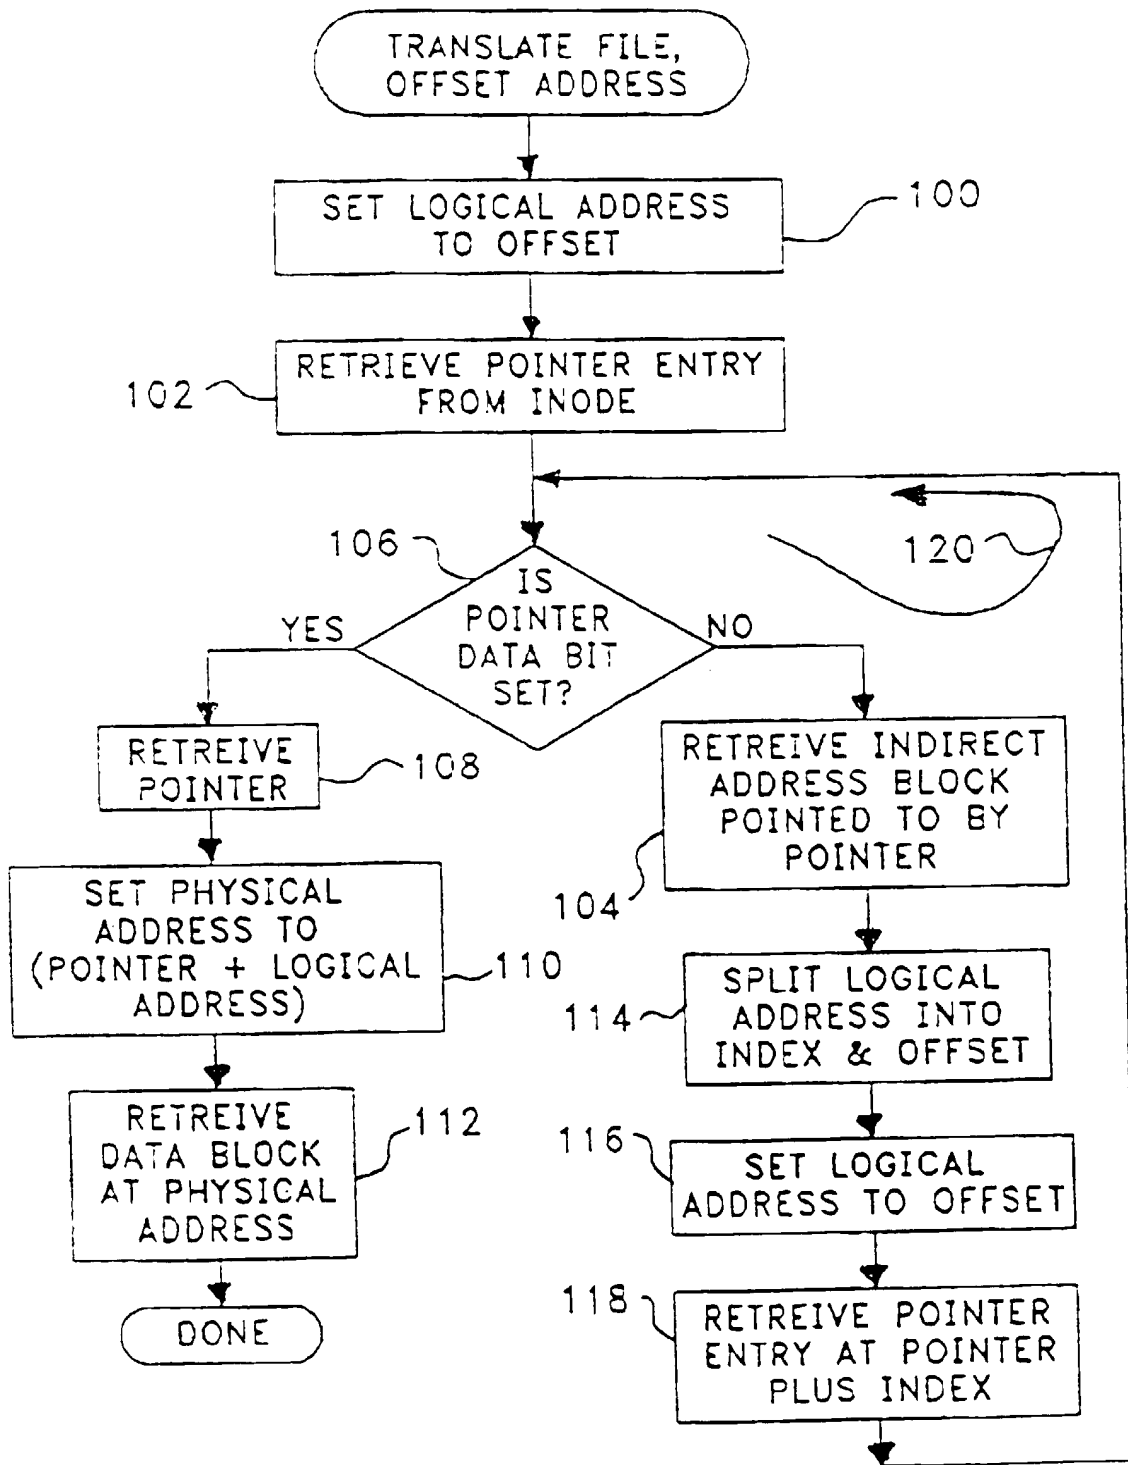 TRANSLATE FILE,
OFFSET ADDRESS
SET LOGICAL ADDRESS
TO OFFSET
100
RETRIEVE POINTER ENTRY
FROM INODE
102
106
120
IS
POINTER
DATA BIT
SET?
YES
NO
RETREIVE
POINTER
108
RETREIVE INDIRECT
ADDRESS BLOCK
POINTED TO BY
POINTER
104
SET PHYSICAL
ADDRESS TO
(POINTER + LOGICAL
ADDRESS)
110
SPLIT LOGICAL
ADDRESS INTO
INDEX & OFFSET
114
RETREIVE
DATA BLOCK
AT PHYSICAL
ADDRESS
112
116
SET LOGICAL
ADDRESS TO OFFSET
DONE
118
RETREIVE POINTER
ENTRY AT POINTER
PLUS INDEX